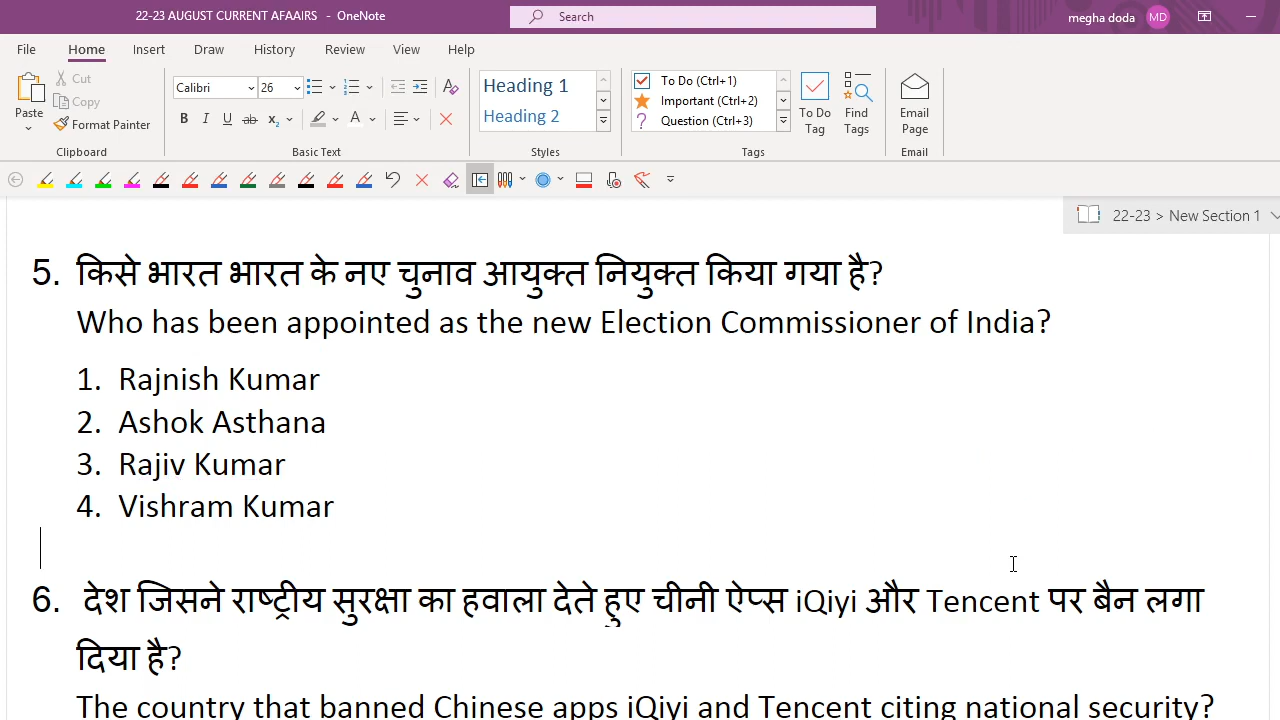 22-23 AUGUST CURRENT AFAAIRS - OneNote
Search
megha doda MD
File Home Insert Draw History Review View Help
Paste
Cut
Copy
Format Painter
Clipboard
Calibri 26
B I U ab x₂ A
Basic Text
Heading 1
Heading 2
Styles
To Do (Ctrl+1)
Important (Ctrl+2)
? Question (Ctrl+3)
To Do Tag
Find Tags
Tags
Email Page
Email
22-23 > New Section 1
5. किसे भारत भारत के नए चुनाव आयुक्त नियुक्त किया गया है?
Who has been appointed as the new Election Commissioner of India?
1. Rajnish Kumar
2. Ashok Asthana
3. Rajiv Kumar
4. Vishram Kumar
6. देश जिसने राष्ट्रीय सुरक्षा का हवाला देते हुए चीनी ऐप्स iQiyi और Tencent पर बैन लगा
दिया है?
The country that banned Chinese apps iQiyi and Tencent citing national security?